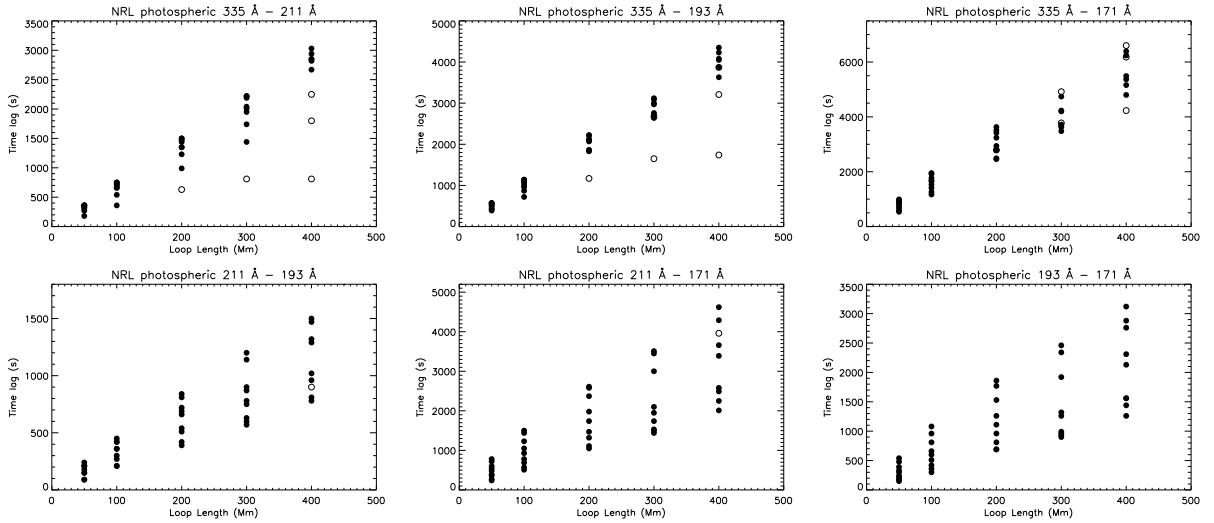 NRL photospheric 335 Å − 211 Å
3500
3000
2500
2000
1500
1000
500
0
Time lag (s)
0 100 200 300 400 500
Loop Length (Mm)
NRL photospheric 335 Å − 193 Å
5000
4000
3000
2000
1000
0
Time lag (s)
0 100 200 300 400 500
Loop Length (Mm)
NRL photospheric 335 Å − 171 Å
6000
4000
2000
0
Time lag (s)
0 100 200 300 400 500
Loop Length (Mm)
NRL photospheric 211 Å − 193 Å
1500
1000
500
0
Time lag (s)
0 100 200 300 400 500
Loop Length (Mm)
NRL photospheric 211 Å − 171 Å
5000
4000
3000
2000
1000
0
Time lag (s)
0 100 200 300 400 500
Loop Length (Mm)
NRL photospheric 193 Å − 171 Å
3500
3000
2500
2000
1500
1000
500
0
Time lag (s)
0 100 200 300 400 500
Loop Length (Mm)